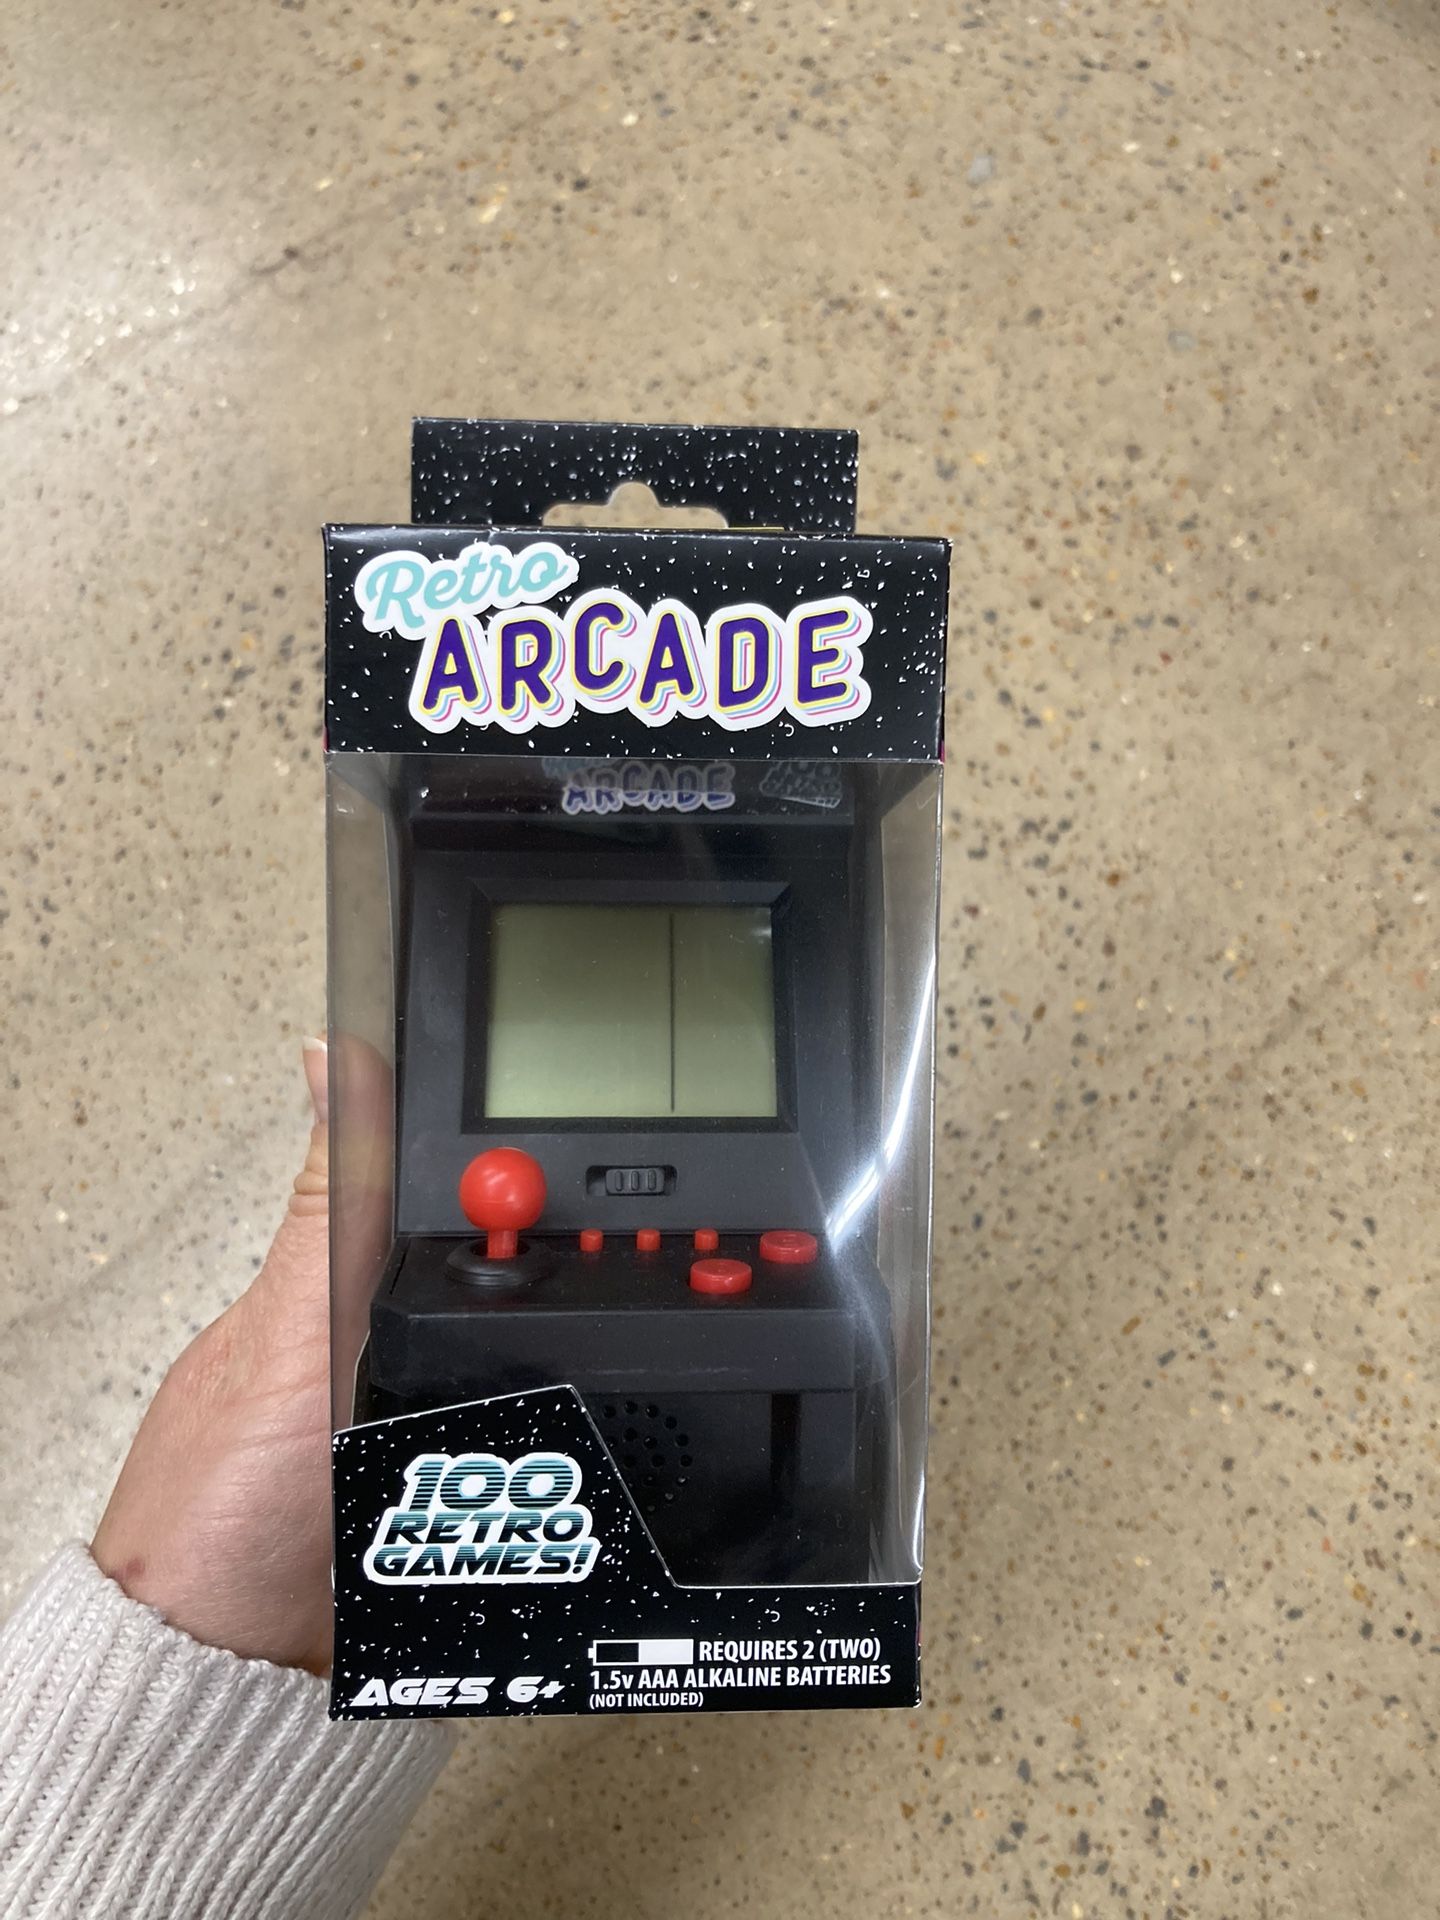 Retro
ARCADE
ARCADE
100
RETRO
GAMES!
AGES 6+
REQUIRES 2 (TWO)
1.5v AAA ALKALINE BATTERIES
(NOT INCLUDED)